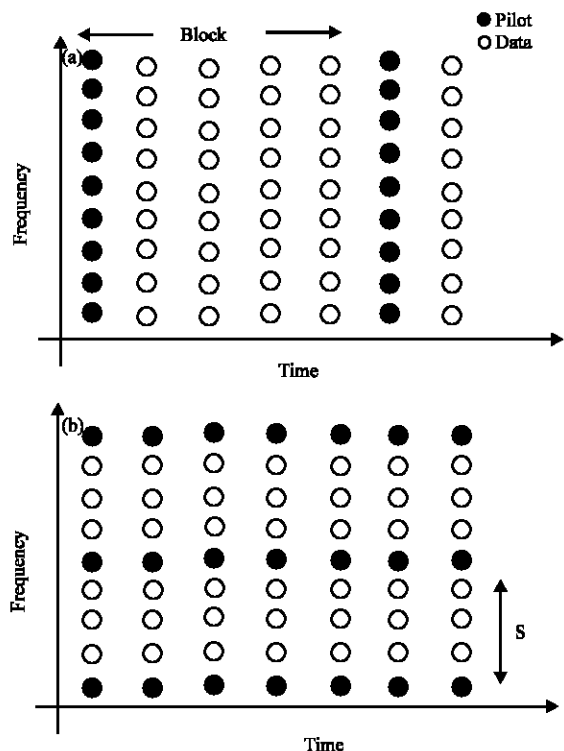 Pilot
Block
Data
(a)
Frequency
Time
(b)
Frequency
S
Time